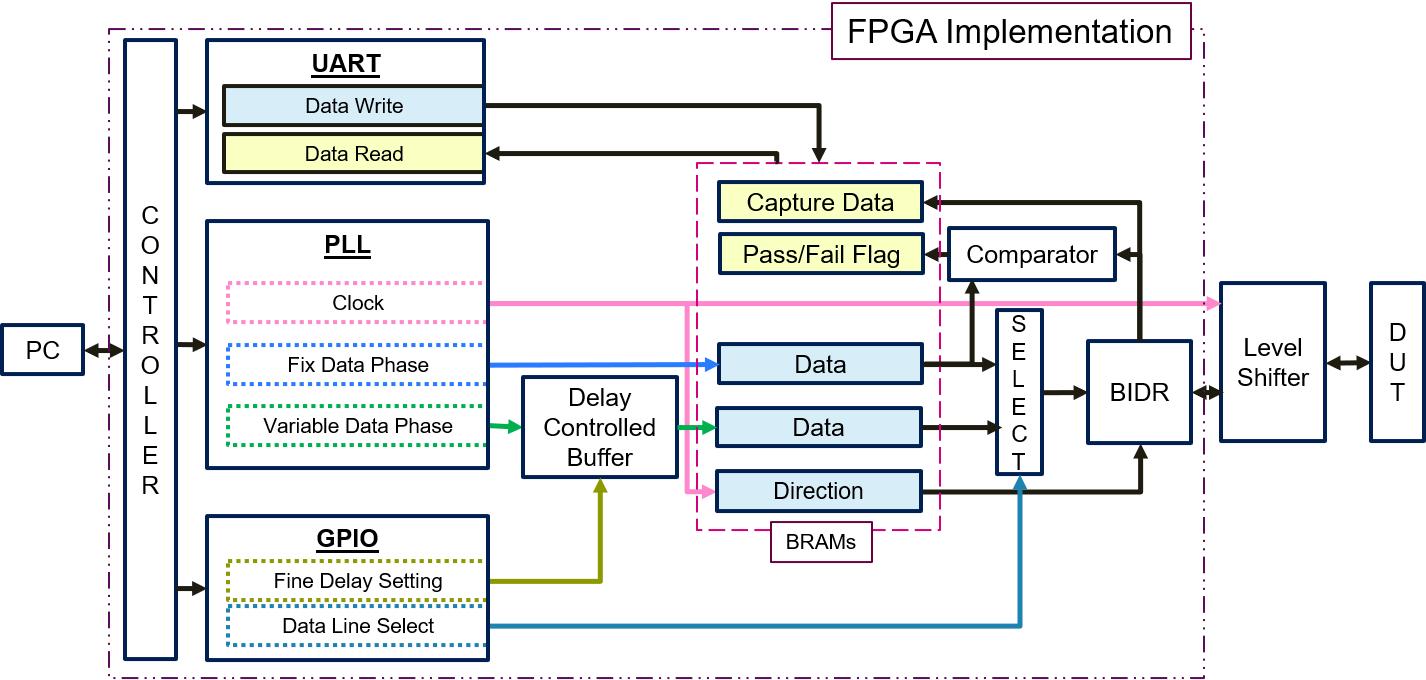 FPGA Implementation
PC
CONTROLLER
UART
Data Write
Data Read
PLL
Clock
Fix Data Phase
Variable Data Phase
GPIO
Fine Delay Setting
Data Line Select
Delay
Controlled
Buffer
Capture Data
Pass/Fail Flag
Data
Data
Direction
BRAMs
Comparator
SELECT
BIDR
Level
Shifter
DUT